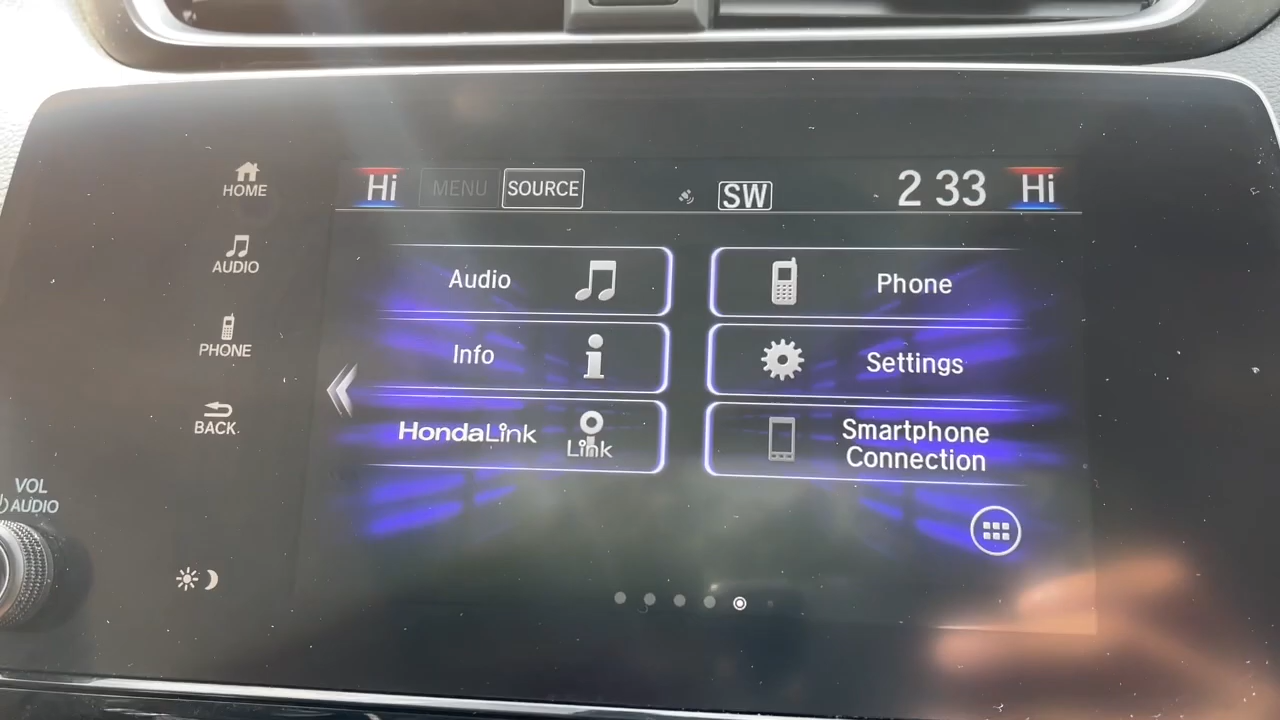 Hi MENU SOURCE SW 2 33 Hi
HOME
AUDIO
PHONE
BACK
VOL
AUDIO
Audio
Phone
Info
Settings
HondaLink
Link
Smartphone
Connection